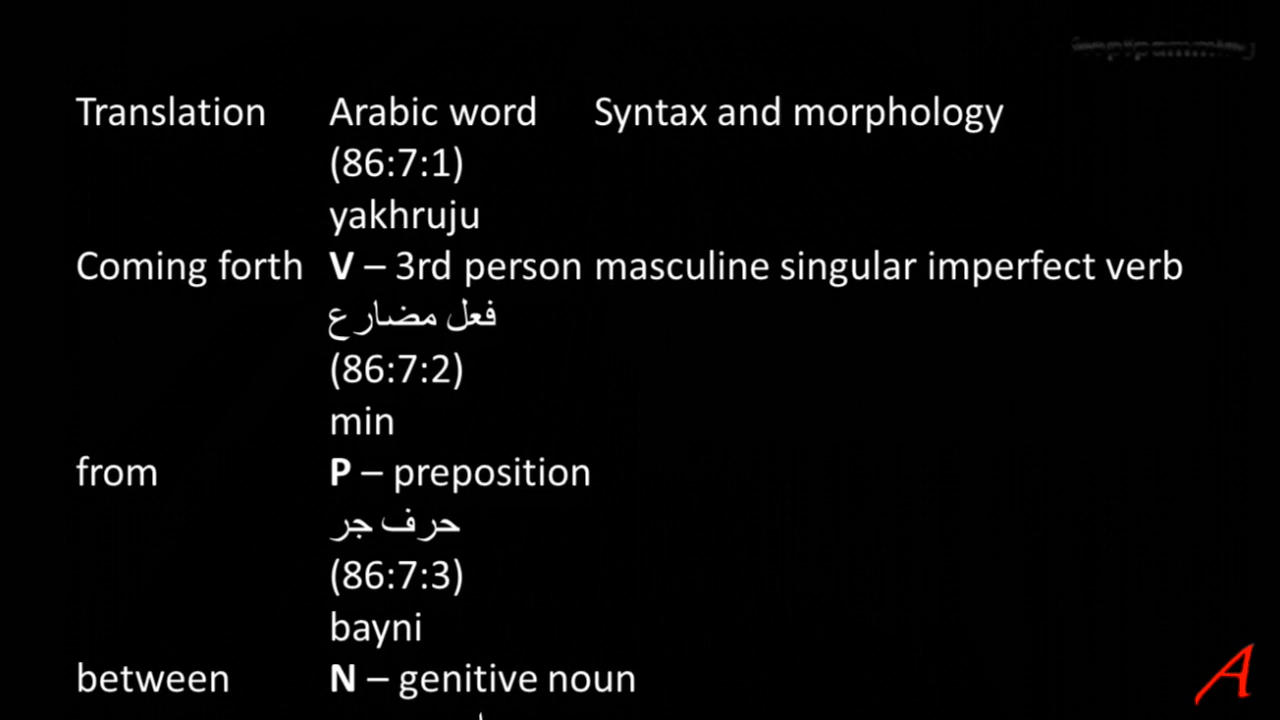 Translation Arabic word Syntax and morphology
(86:7:1)
yakhruju
Coming forth V – 3rd person masculine singular imperfect verb
فعل مضارع
(86:7:2)
min
from P – preposition
حرف جر
(86:7:3)
bayni
between N – genitive noun
A